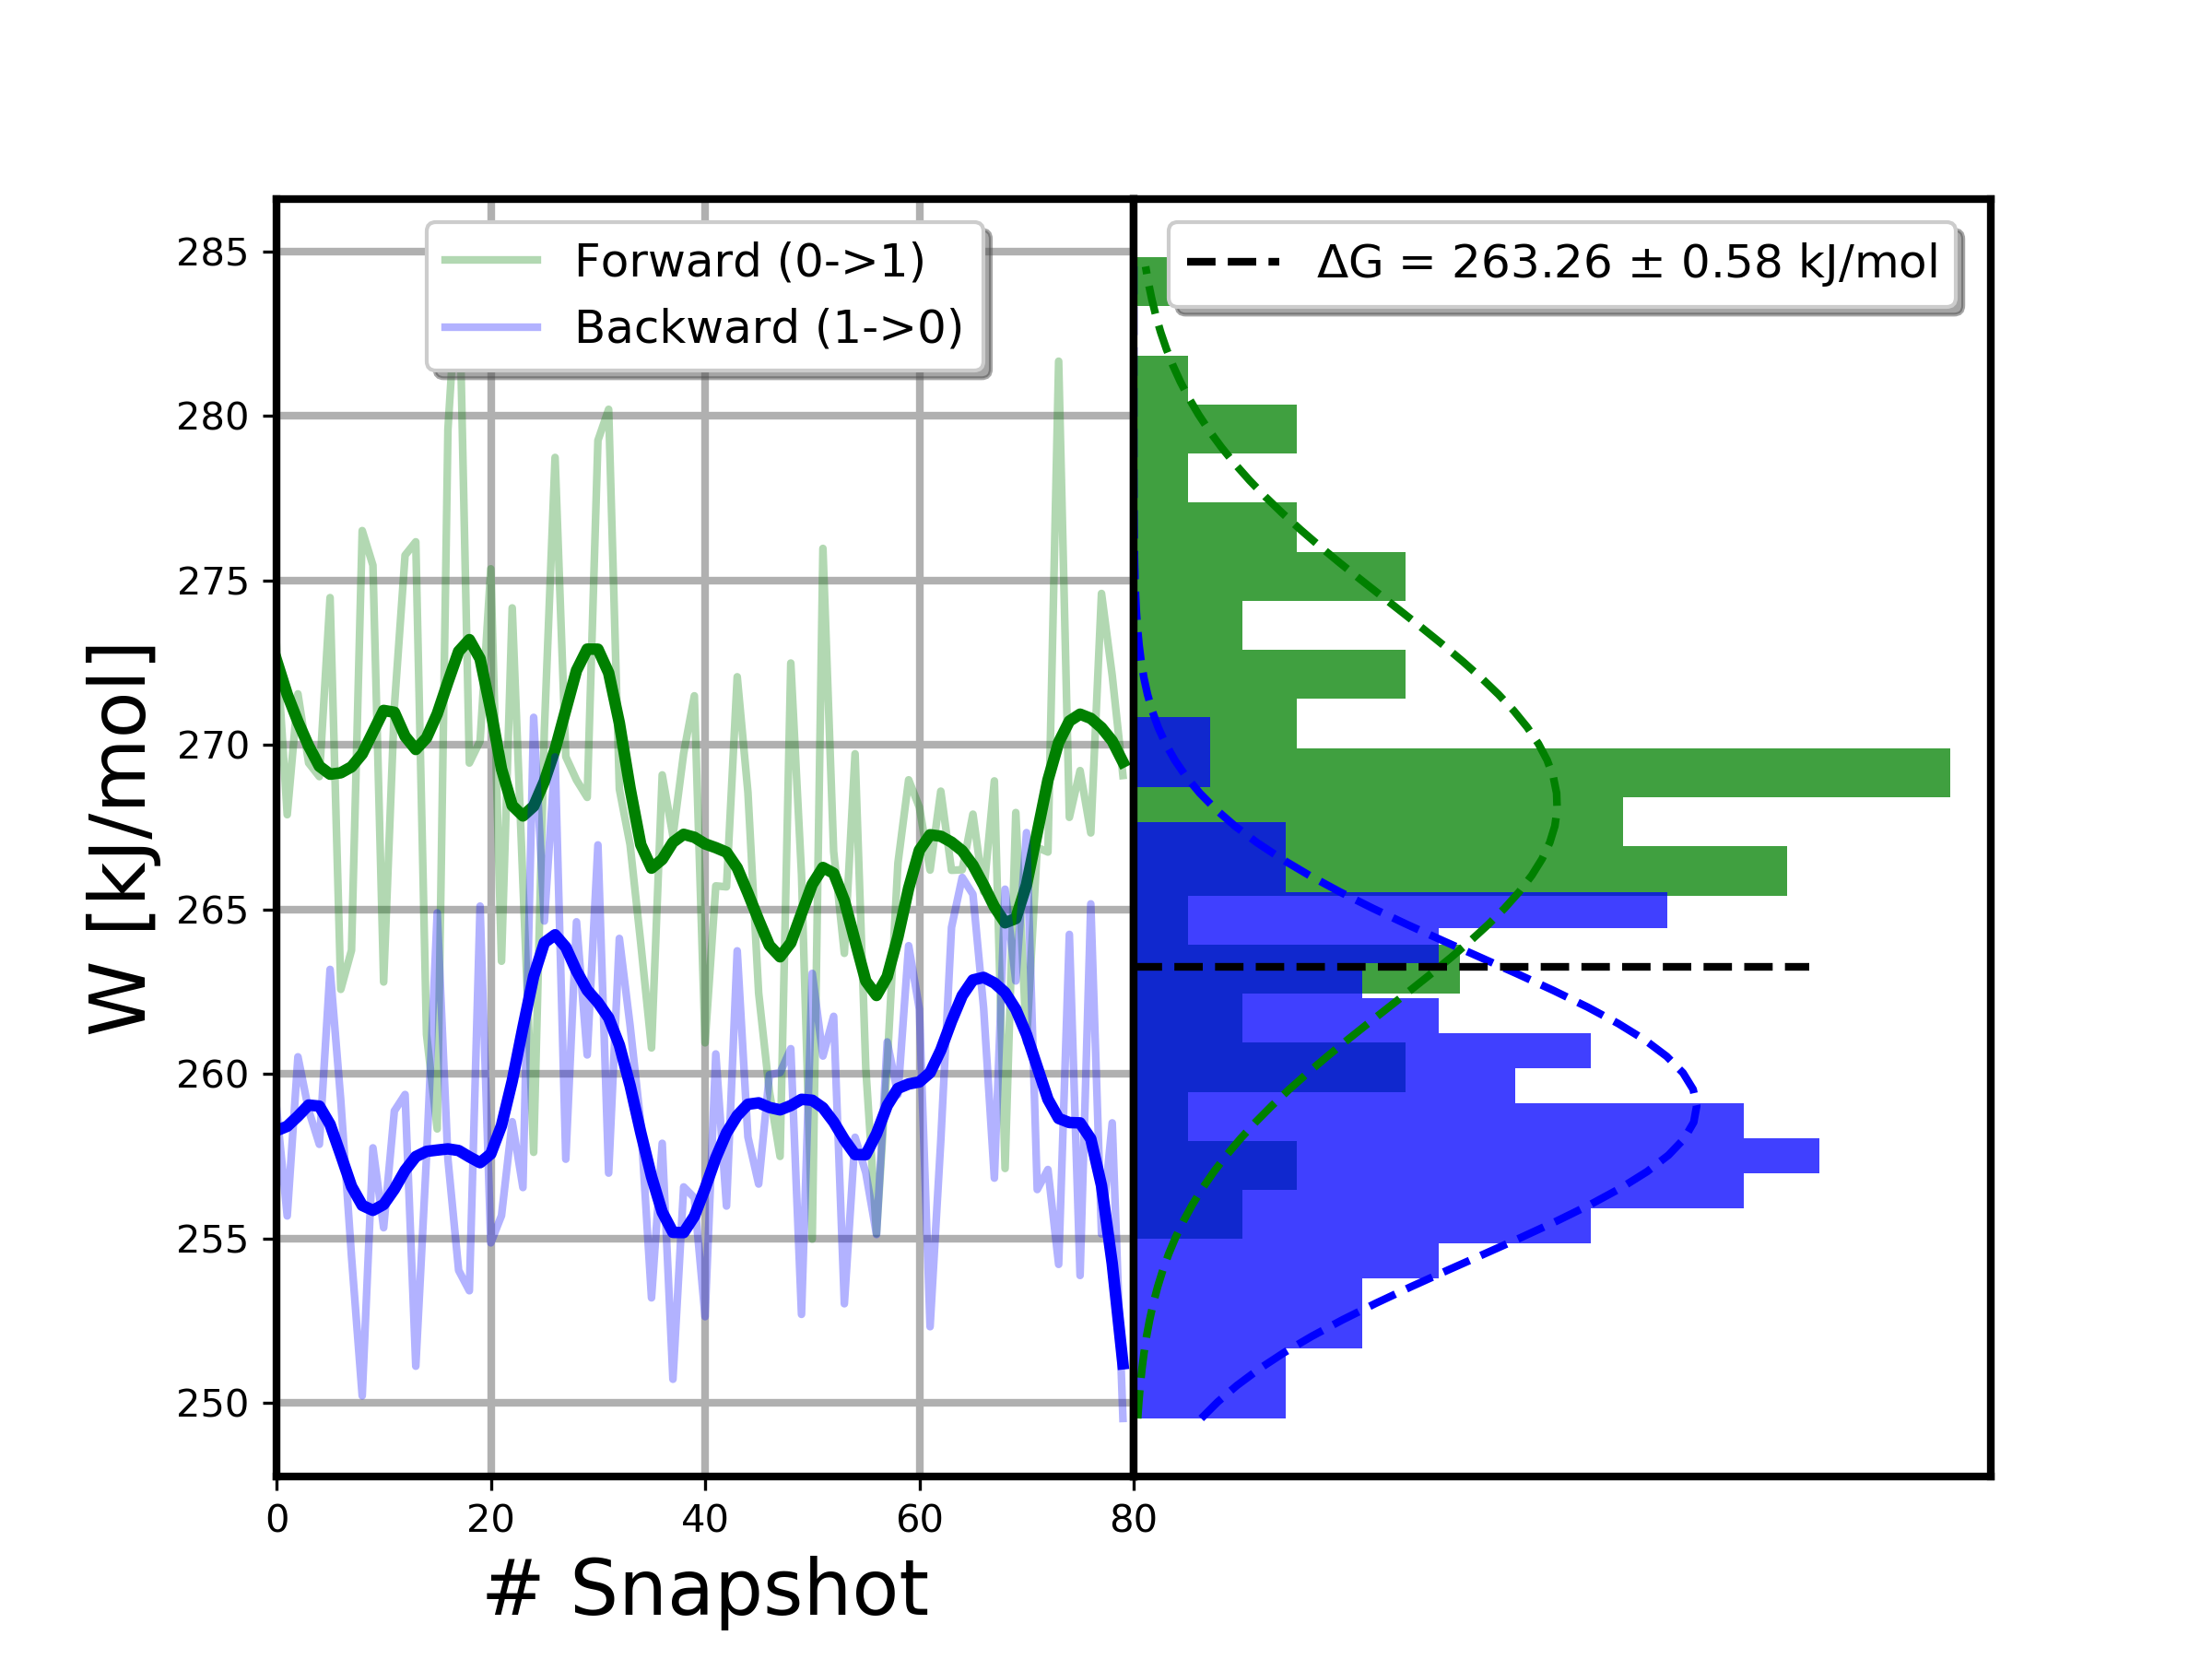 Forward (0->1)
Backward (1->0)
ΔG = 263.26 ± 0.58 kJ/mol
285
280
275
270
265
260
255
250
W [kJ/mol]
0 20 40 60 80
# Snapshot